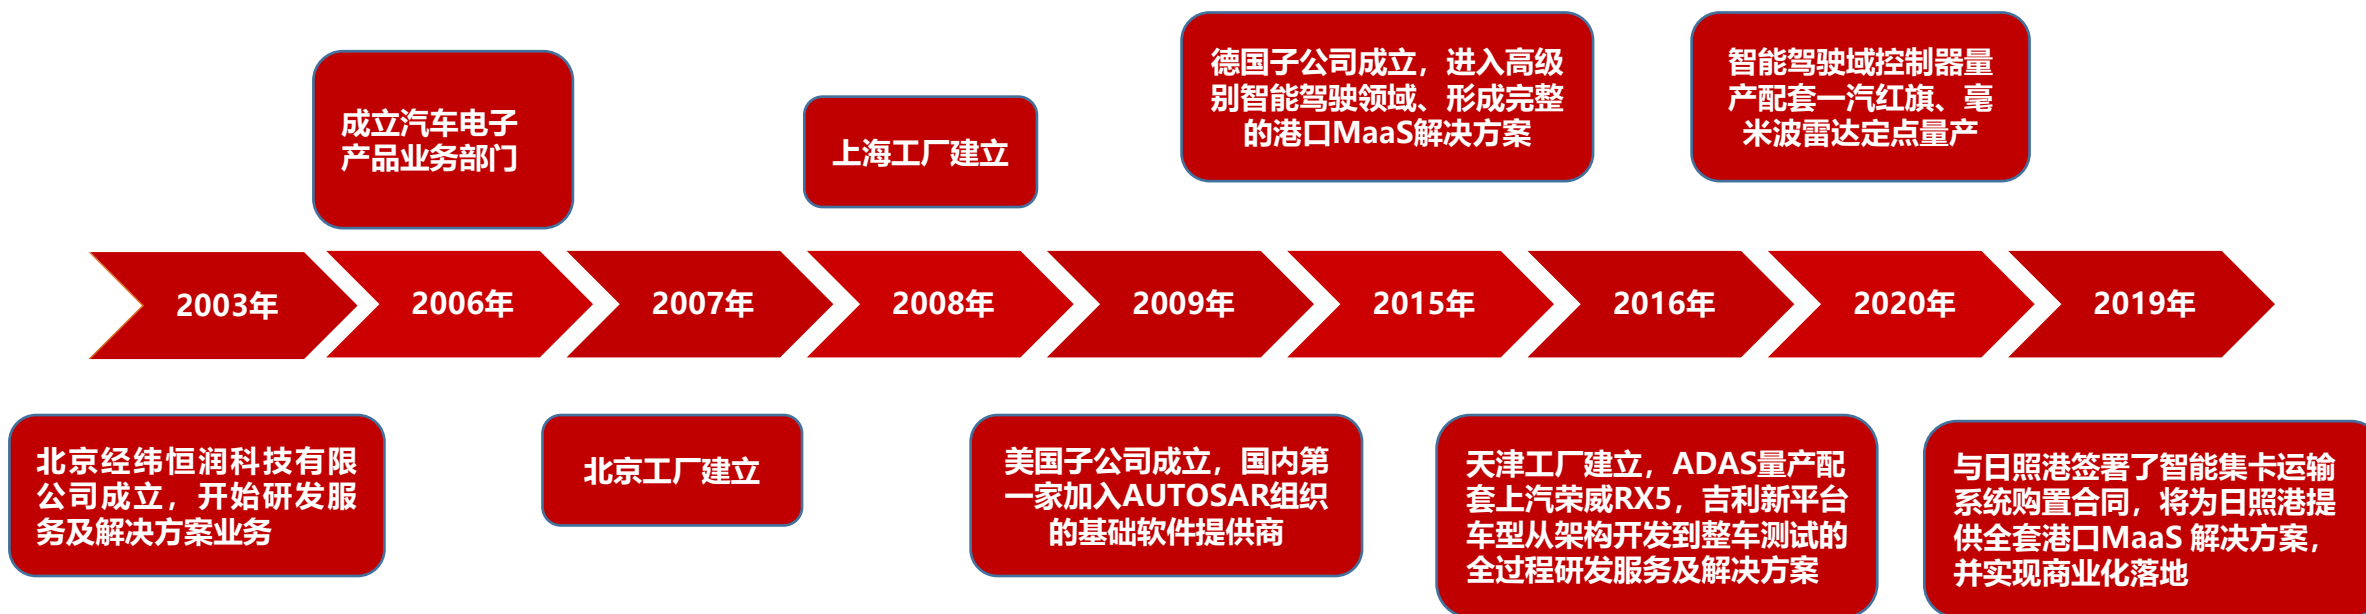 成立汽车电子
产品业务部门
上海工厂建立
德国子公司成立，进入高级
别智能驾驶领域、形成完整
的港口MaaS解决方案
智能驾驶域控制器量
产配套一汽红旗、毫
米波雷达定点量产
2003年
2006年
2007年
2008年
2009年
2015年
2016年
2020年
2019年
北京经纬恒润科技有限
公司成立，开始研发服
务及解决方案业务
北京工厂建立
美国子公司成立，国内第
一家加入AUTOSAR组织
的基础软件提供商
天津工厂建立，ADAS量产配
套上汽荣威RX5，吉利新平台
车型从架构开发到整车测试的
全过程研发服务及解决方案
与日照港签署了智能集卡运输
系统购置合同，将为日照港提
供全套港口MaaS 解决方案，
并实现商业化落地